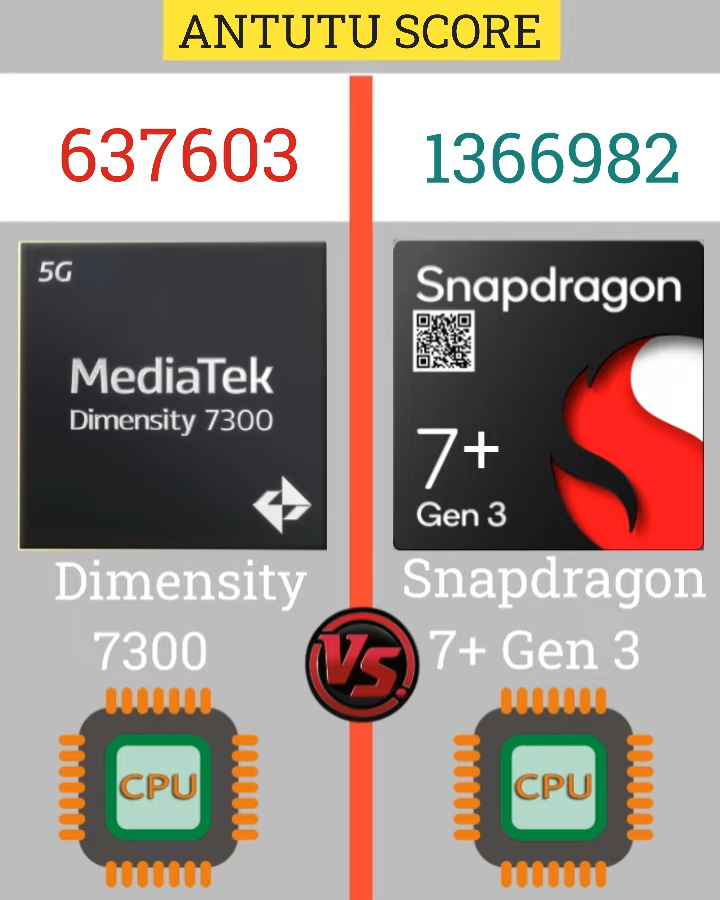 ANTUTU SCORE
637603
1366982
5G
MediaTek
Dimensity 7300
Snapdragon
7+
Gen 3
Dimensity
7300
Snapdragon
7+ Gen 3
VS.
CPU
CPU